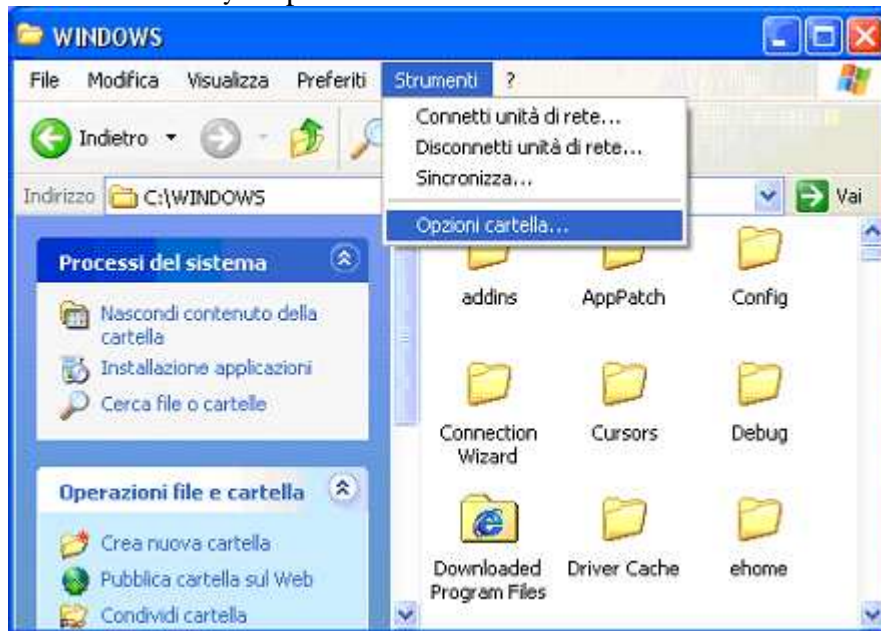 WINDOWS
File Modifica Visualizza Preferiti Strumenti ?
Connetti unità di rete...
Disconnetti unità di rete...
Sincronizza...
Opzioni cartella...
Indietro
Indirizzo C:\WINDOWS Vai
Processi del sistema
Nascondi contenuto della
cartella
Installazione applicazioni
Cerca file o cartelle
Operazioni file e cartella
Crea nuova cartella
Pubblica cartella sul Web
Condividi cartella
addins AppPatch Config
Connection
Wizard
Cursors Debug
Downloaded
Program Files
Driver Cache ehome